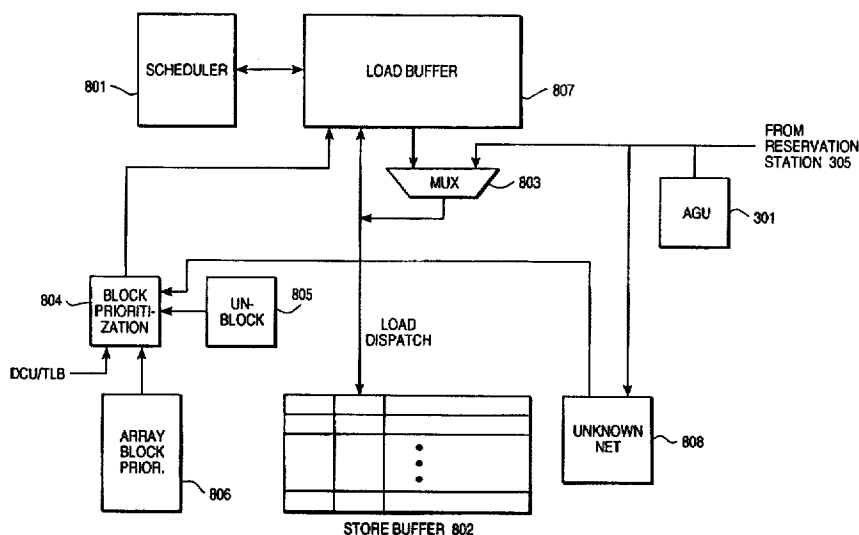 SCHEDULER
801
LOAD BUFFER
807
FROM
RESERVATION
STATION 305
MUX
803
AGU
301
804
BLOCK
PRIORITI-
ZATION
UN-
BLOCK
805
LOAD
DISPATCH
DCU/TLB
ARRAY
BLOCK
PRIOR.
806
UNKNOWN
NET
808
STORE BUFFER 802